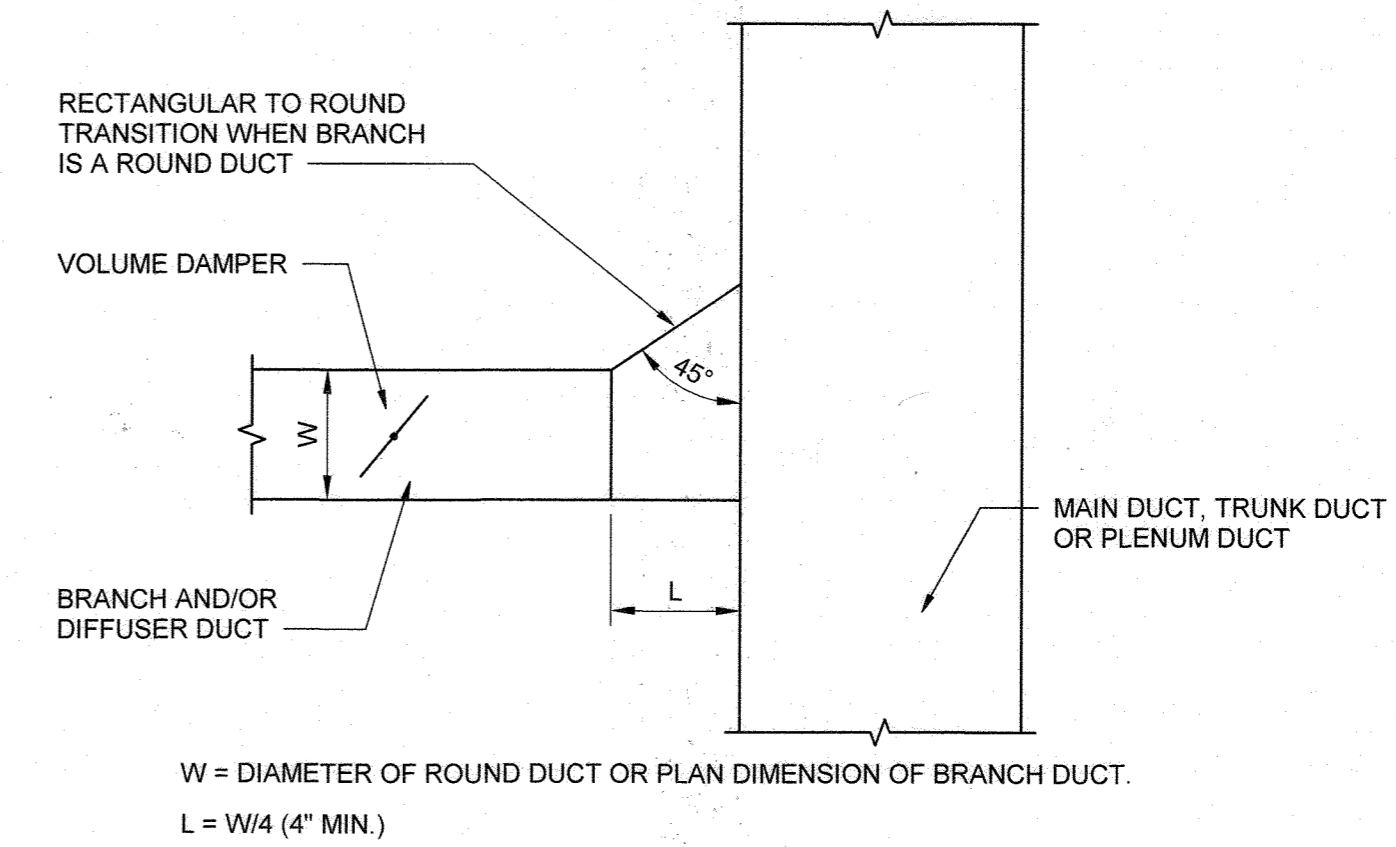 RECTANGULAR TO ROUND
TRANSITION WHEN BRANCH
IS A ROUND DUCT
VOLUME DAMPER
45°
W
MAIN DUCT, TRUNK DUCT
OR PLENUM DUCT
L
BRANCH AND/OR
DIFFUSER DUCT
W = DIAMETER OF ROUND DUCT OR PLAN DIMENSION OF BRANCH DUCT.
L = W/4 (4" MIN.)